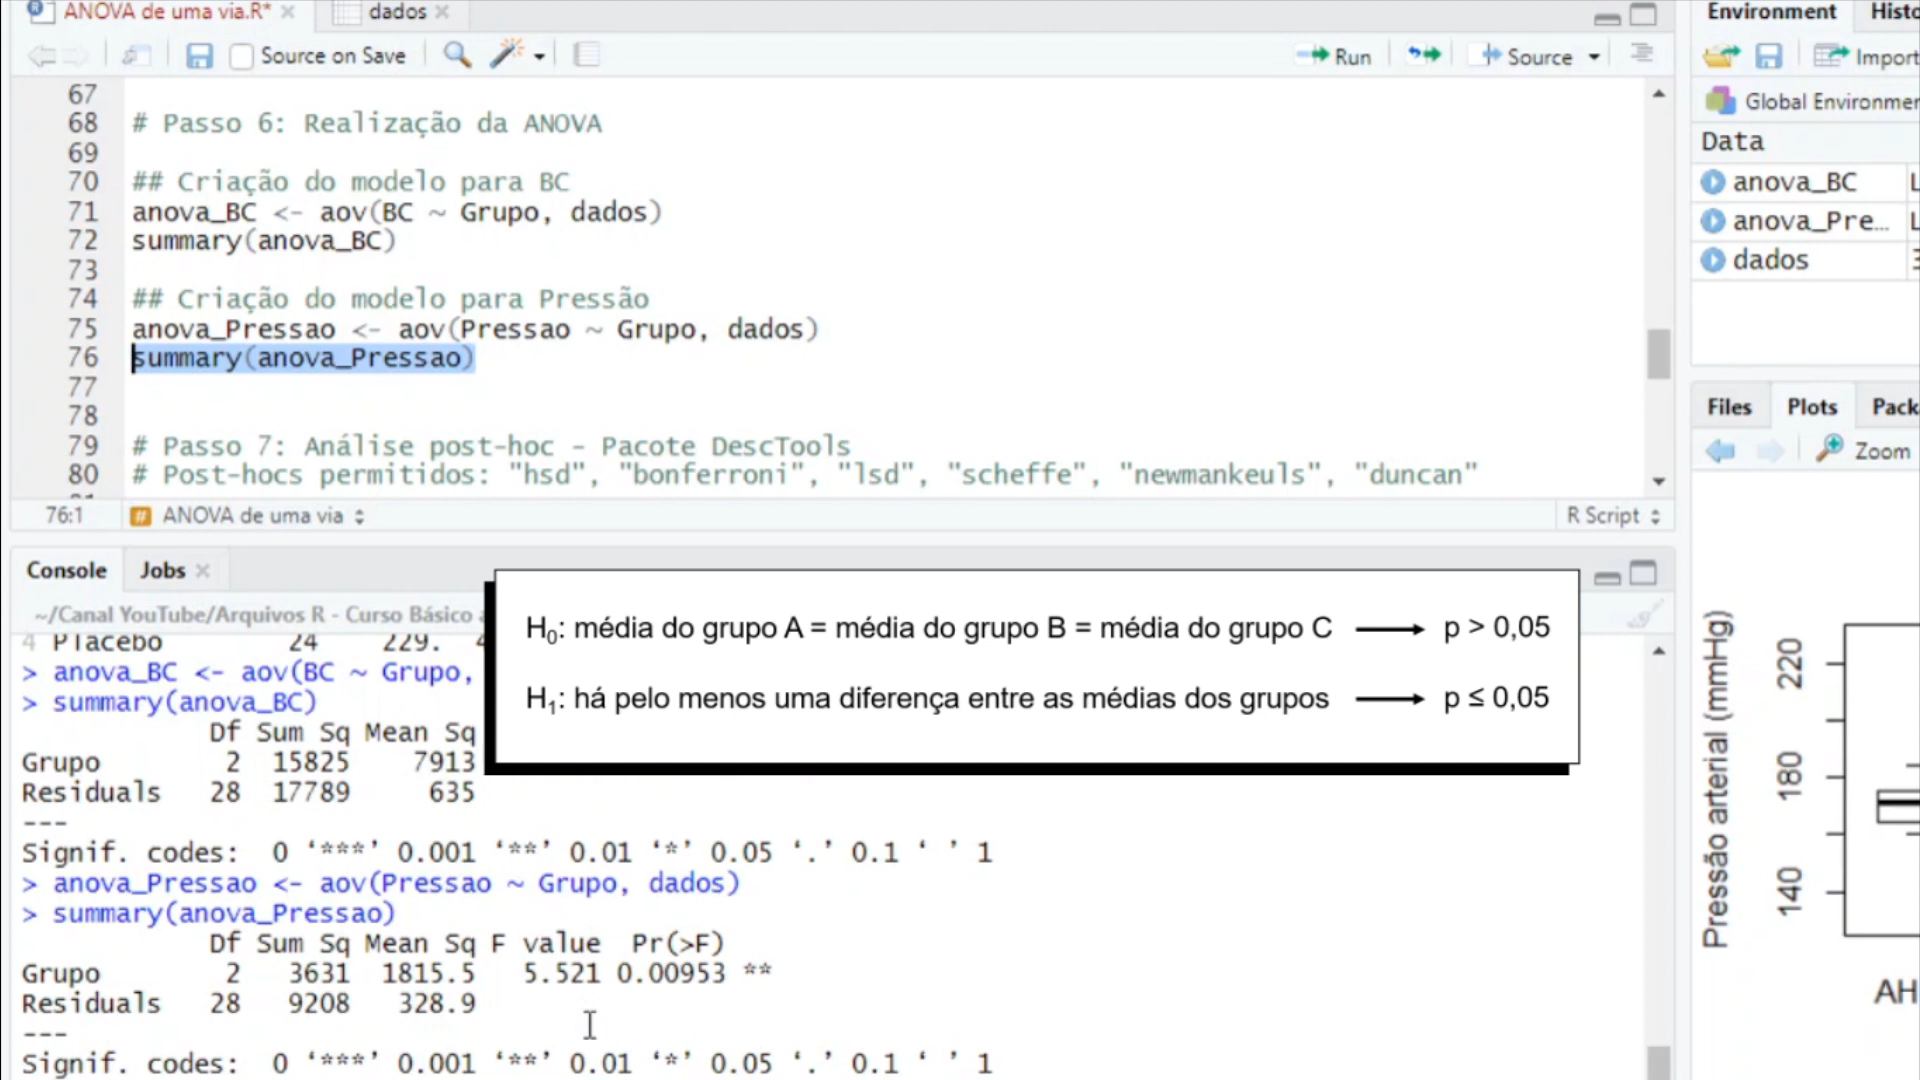 ANOVA de uma via.R*
dados
Source on Save
Run
Source
67
68 # Passo 6: Realização da ANOVA
69
70 ## Criação do modelo para BC
71 anova_BC <- aov(BC ~ Grupo, dados)
72 summary(anova_BC)
73
74 ## Criação do modelo para Pressão
75 anova_Pressao <- aov(Pressao ~ Grupo, dados)
76 summary(anova_Pressao)
77
78
79 # Passo 7: Análise post-hoc - Pacote DescTools
80 # Post-hocs permitidos: "hsd", "bonferroni", "lsd", "scheffe", "newmankeuls", "duncan"
76:1 ANOVA de uma via R Script
Console Jobs
~/Canal YouTube/Arquivos R - Curso Básico
4 Placebo 24 229. 4
> anova_BC <- aov(BC ~ Grupo,
> summary(anova_BC)
Df Sum Sq Mean Sq
Grupo 2 15825 7913
Residuals 28 17789 635
---
Signif. codes: 0 ‘***’ 0.001 ‘**’ 0.01 ‘*’ 0.05 ‘.’ 0.1 ‘ ’ 1
> anova_Pressao <- aov(Pressao ~ Grupo, dados)
> summary(anova_Pressao)
Df Sum Sq Mean Sq F value Pr(>F)
Grupo 2 3631 1815.5 5.521 0.00953 **
Residuals 28 9208 328.9
---
Signif. codes: 0 ‘***’ 0.001 ‘**’ 0.01 ‘*’ 0.05 ‘.’ 0.1 ‘ ’ 1
H₀: média do grupo A = média do grupo B = média do grupo C → p > 0,05
H₁: há pelo menos uma diferença entre as médias dos grupos → p ≤ 0,05
Environment
Import
Global
Data
anova_BC
anova_Pre...
dados
Files Plots
Zoom
Pressão arterial (mmHg)
220
180
140